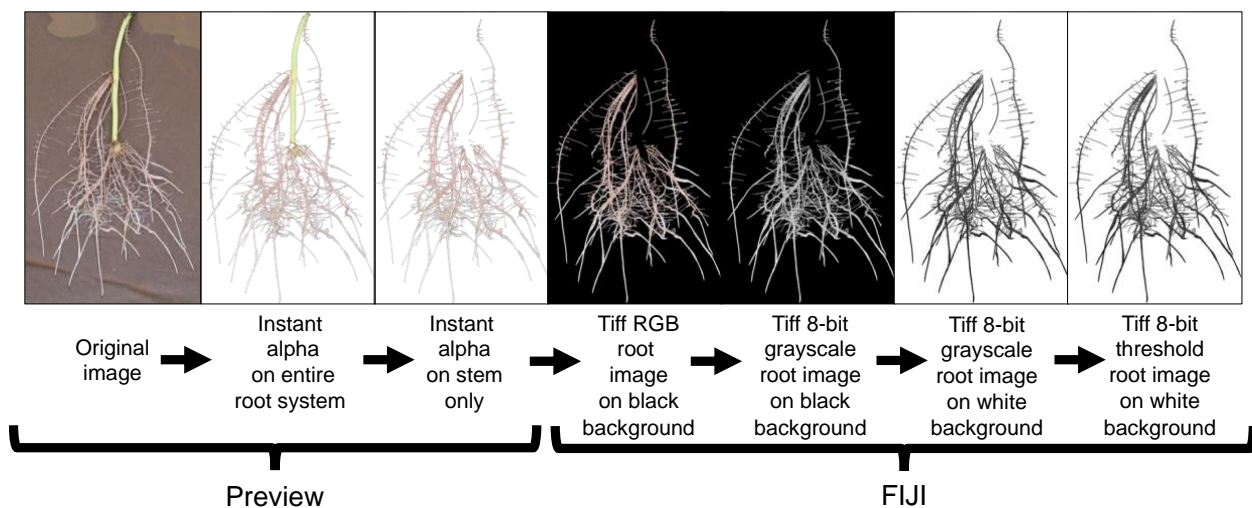 Original
image
Instant
alpha
on entire
root system
Instant
alpha
on stem
only
Tiff RGB
root
image
on black
background
Tiff 8-bit
grayscale
root image
on black
background
Tiff 8-bit
grayscale
root image
on white
background
Tiff 8-bit
threshold
root image
on white
background
Preview
FIJI